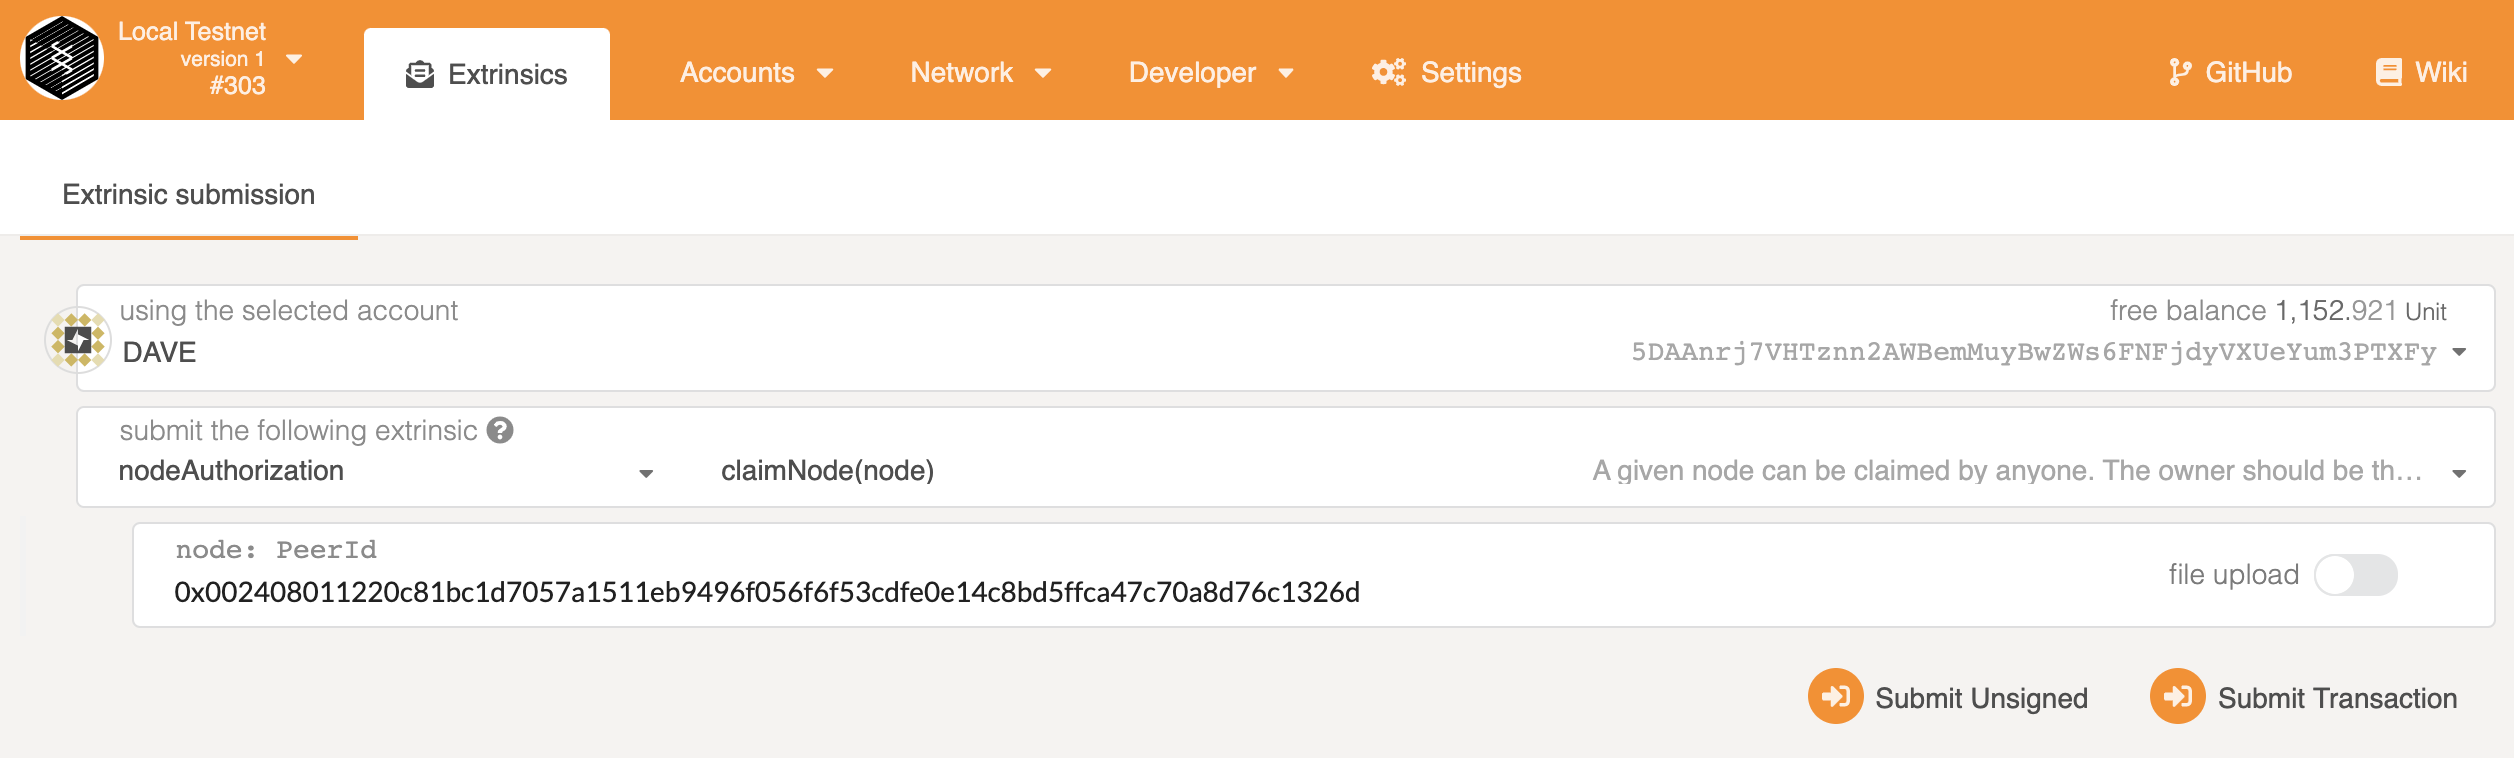 Local Testnet
version 1
#303
Extrinsics
Accounts
Network
Developer
Settings
GitHub
Wiki
Extrinsic submission
using the selected account
free balance 1,152.921 Unit
DAVE
5DAAnrj7VHTznn2AWBemMuyBwZWs6FNFjdyVXUeYum3PTXFy
submit the following extrinsic ?
nodeAuthorization
claimNode(node)
A given node can be claimed by anyone. The owner should be th...
node: PeerId
0x002408011220c81bc1d7057a1511eb9496f056f6f53cdfe0e14c8bd5ffca47c70a8d76c1326d
file upload
Submit Unsigned
Submit Transaction